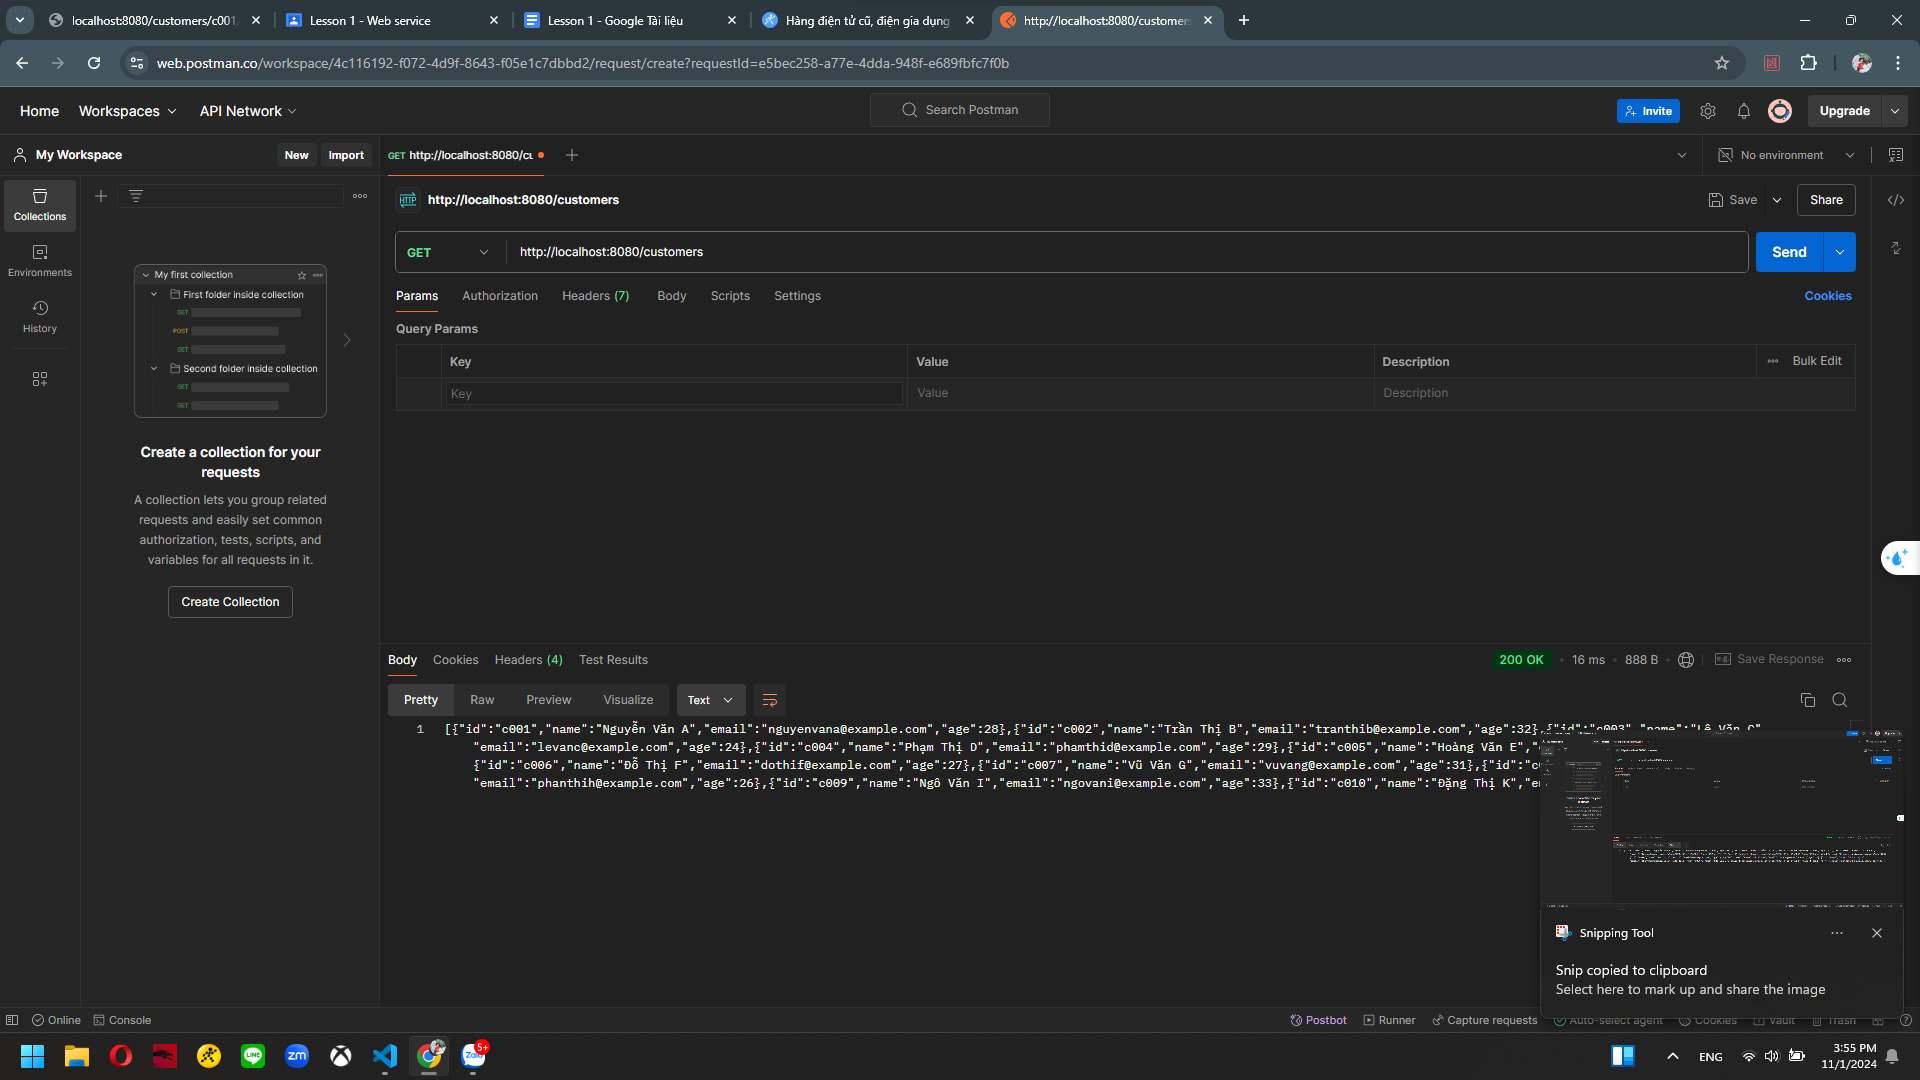 localhost:8080/customers/c001/
Lesson 1 - Web service
Lesson 1 - Google Tài liệu
Hàng điện tử cũ, điện gia dụng
http://localhost:8080/customers
web.postman.co/workspace/4c116192-f072-4d9f-8643-f05e1c7dbbd2/request/create?requestId=e5bec258-a77e-4dda-948f-e689fbfc7f0b
Home
Workspaces
API Network
Search Postman
Invite
Upgrade
My Workspace
New
Import
GET http://localhost:8080/cu
No environment
Collections
HTTP
http://localhost:8080/customers
Save
Share
Environments
History
GET
http://localhost:8080/customers
Send
My first collection
First folder inside collection
GET
POST
GET
Second folder inside collection
GET
GET
Params
Authorization
Headers (7)
Body
Scripts
Settings
Cookies
Query Params
Key
Value
Description
Bulk Edit
Key
Value
Description
Create a collection for your
requests
A collection lets you group related
requests and easily set common
authorization, tests, scripts, and
variables for all requests in it.
Create Collection
Body
Cookies
Headers (4)
Test Results
200 OK
16 ms
888 B
e.g.
Save Response
Pretty
Raw
Preview
Visualize
Text
1 [{"id":"c001","name":"Nguyễn Văn A","email":"nguyenvana@example.com","age":28},{"id":"c002","name":"Trần Thị B","email":"tranthib@example.com","age":32},{"id":"c003","name":"Lê Văn C"
"email":"levanc@example.com","age":24},{"id":"c004","name":"Phạm Thị D","email":"phamthid@example.com","age":29},{"id":"c005","name":"Hoàng Văn E","
{"id":"c006","name":"Đỗ Thị F","email":"dothif@example.com","age":27},{"id":"c007","name":"Vũ Văn G","email":"vuvang@example.com","age":31},{"id":"c
"email":"phanthih@example.com","age":26},{"id":"c009","name":"Ngô Văn I","email":"ngovani@example.com","age":33},{"id":"c010","name":"Đặng Thị K","em
Snipping Tool
Snip copied to clipboard
Select here to mark up and share the image
Online
Console
Postbot
Runner
Capture requests
Auto-select agent
Cookies
Vault
Trash
LINE
zm
Zalo
5+
ENG
3:55 PM
11/1/2024